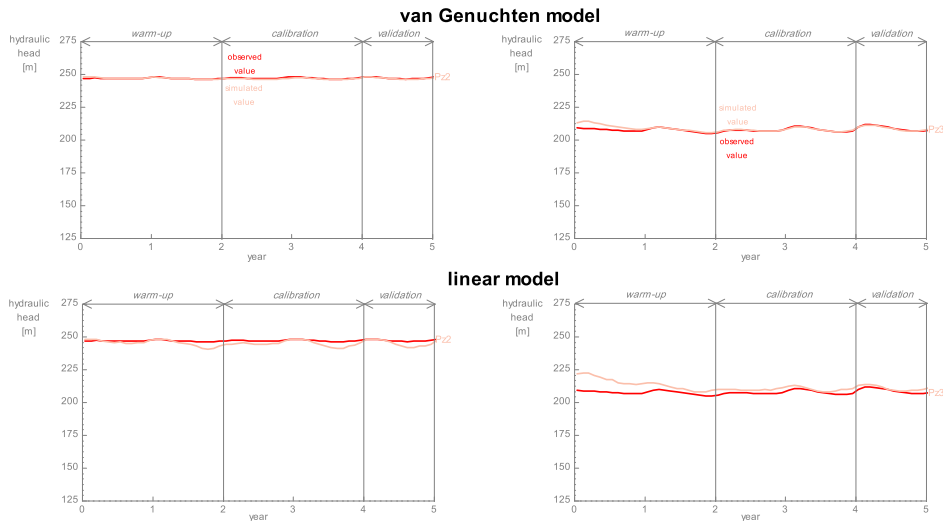 van Genuchten model
hydraulic
head
[m]
275
250
225
200
175
150
125
warm-up
calibration
validation
observed
value
simulated
value
Pz2
0
1
2
3
4
5
year
hydraulic
head
[m]
275
250
225
200
175
150
125
warm-up
calibration
validation
simulated
value
observed
value
Pz3
0
1
2
3
4
5
year
linear model
hydraulic
head
[m]
275
250
225
200
175
150
125
warm-up
calibration
validation
Pz2
0
1
2
3
4
5
year
hydraulic
head
[m]
275
250
225
200
175
150
125
warm-up
calibration
validation
Pz3
0
1
2
3
4
5
year